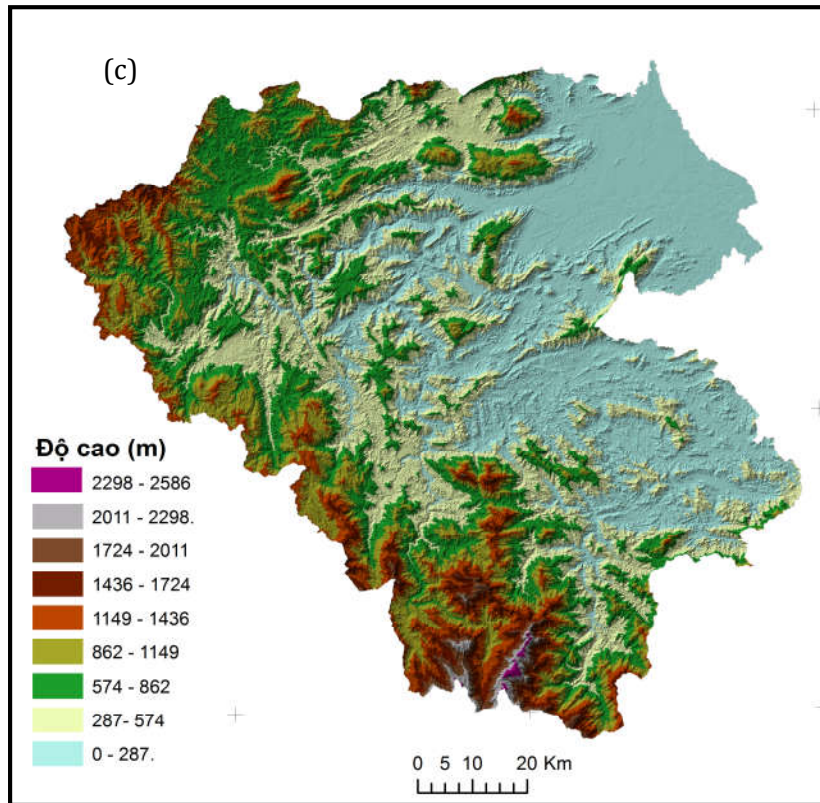 (c)
Độ cao (m)
2298 - 2586
2011 - 2298.
1724 - 2011
1436 - 1724
1149 - 1436
862 - 1149
574 - 862
287- 574
0 - 287.
0 5 10 20 Km